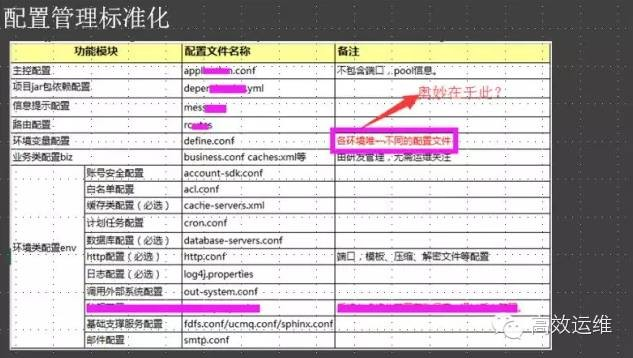 配置管理标准化
功能模块 配置文件名称 备注
主控配置 .conf 不包含端口，pool信息。
项目jar包依赖配置 .yml
奥妙在于此？
信息提示配置
路由配置
环境变量配置 define.conf 各环境唯一不同的配置文件
业务类配置biz business.conf caches.xml等 由研发管理，无需运维关注
环境类配置env
账号安全配置 account-sdk.conf
白名单配置 acl.conf
缓存类配置（必选） cache-servers.xml
计划任务配置 cron.conf
数据库配置（必选） database-servers.conf
http配置（必选） http.conf 端口，模板、压缩、解密文件等配置
日志配置（必选） log4j.properties
调用外部系统配置 out-system.conf
基础支撑服务配置 fdfs.conf/ucmq.conf/sphinx.conf
邮件配置 smtp.conf
高效运维